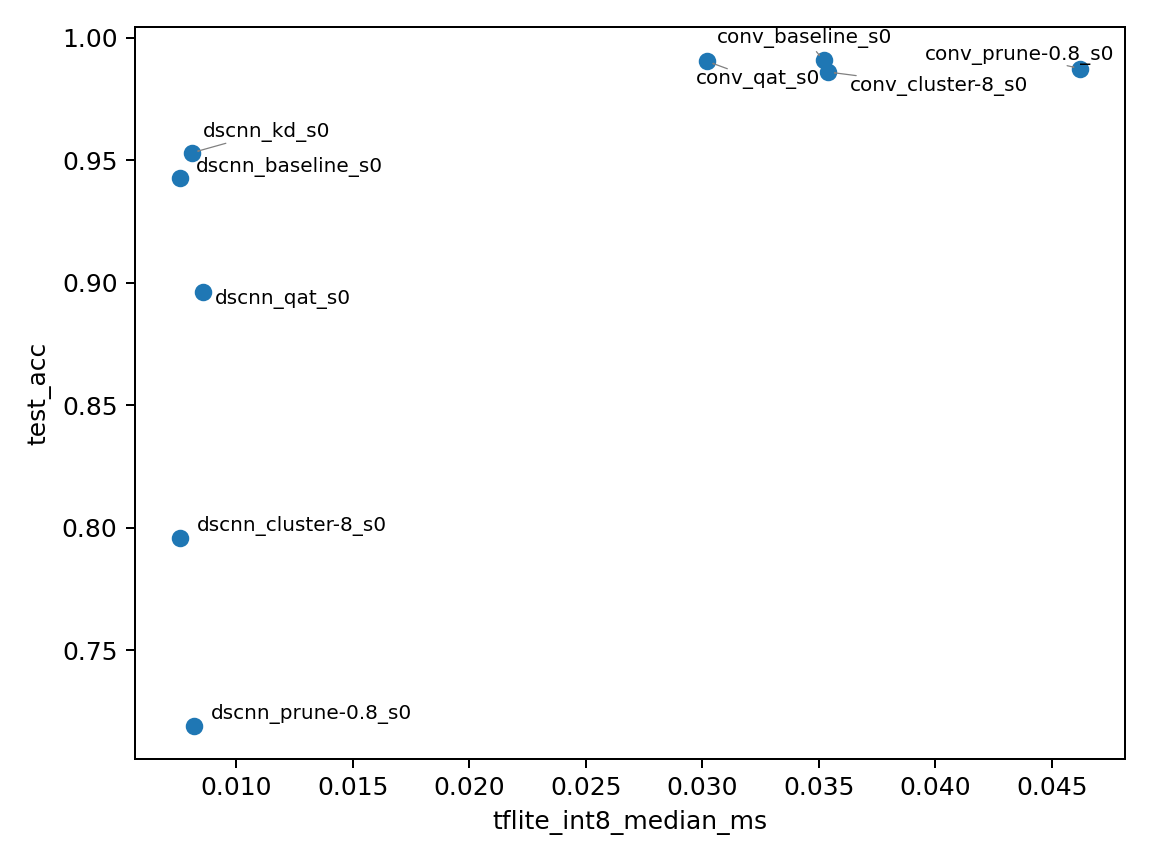 1.00
0.95
0.90
0.85
0.80
0.75
test_acc
conv_baseline_s0
conv_prune-0.8_s0
conv_qat_s0
conv_cluster-8_s0
dscnn_kd_s0
dscnn_baseline_s0
dscnn_qat_s0
dscnn_cluster-8_s0
dscnn_prune-0.8_s0
0.010 0.015 0.020 0.025 0.030 0.035 0.040 0.045
tflite_int8_median_ms